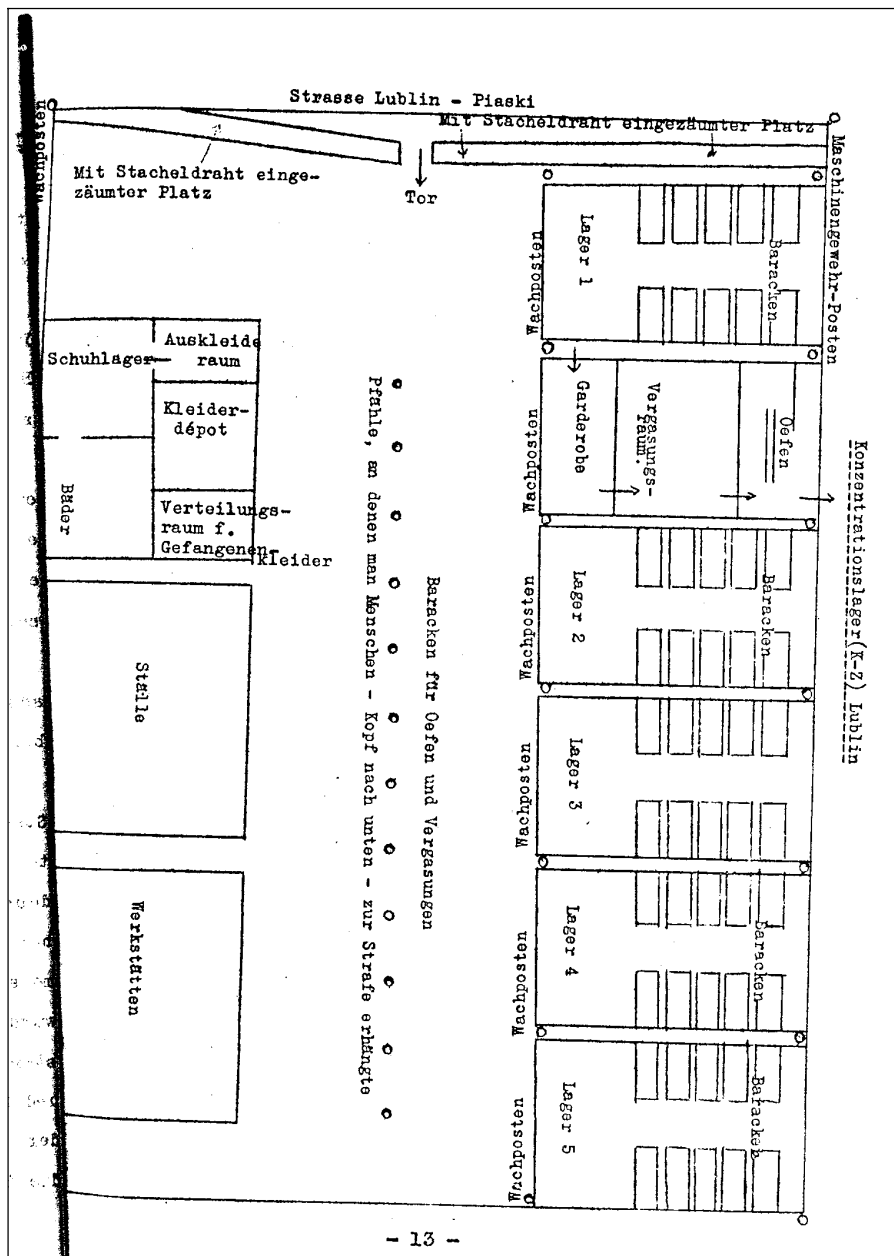 Strasse Lublin - Piaski
Mit Stacheldraht eingezäumter Platz
Wachposten
Mit Stacheldraht einge-
zäumter Platz
Tor
Maschinengewehr-Posten
Wachposten
Lager 1
Baracken
Schuhlager
Auskleide
raum
Kleider-
dépot
Bäder
Verteilungs-
raum f.
Gefangenen-
kleider
Ställe
Werkstätten
Pfähle, an denen man Menschen - Kopf nach unten - zur Strafe erhängte
Baracken für Oefen und Vergasungen
Wachposten
Garderobe
Vergasungs-
raum.
Oefen
Wachposten
Lager 2
Baracken
Wachposten
Lager 3
Wachposten
Lager 4
Baracken
Wachposten
Lager 5
Baracken
Konzentrationslager(K-Z) Lublin
- 13 -